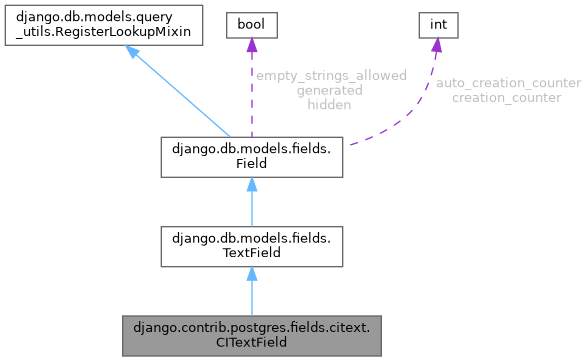 django.db.models.query
_utils.RegisterLookupMixin
bool
int
empty_strings_allowed
generated
hidden
auto_creation_counter
creation_counter
django.db.models.fields.
Field
django.db.models.fields.
TextField
django.contrib.postgres.fields.citext.
CITextField